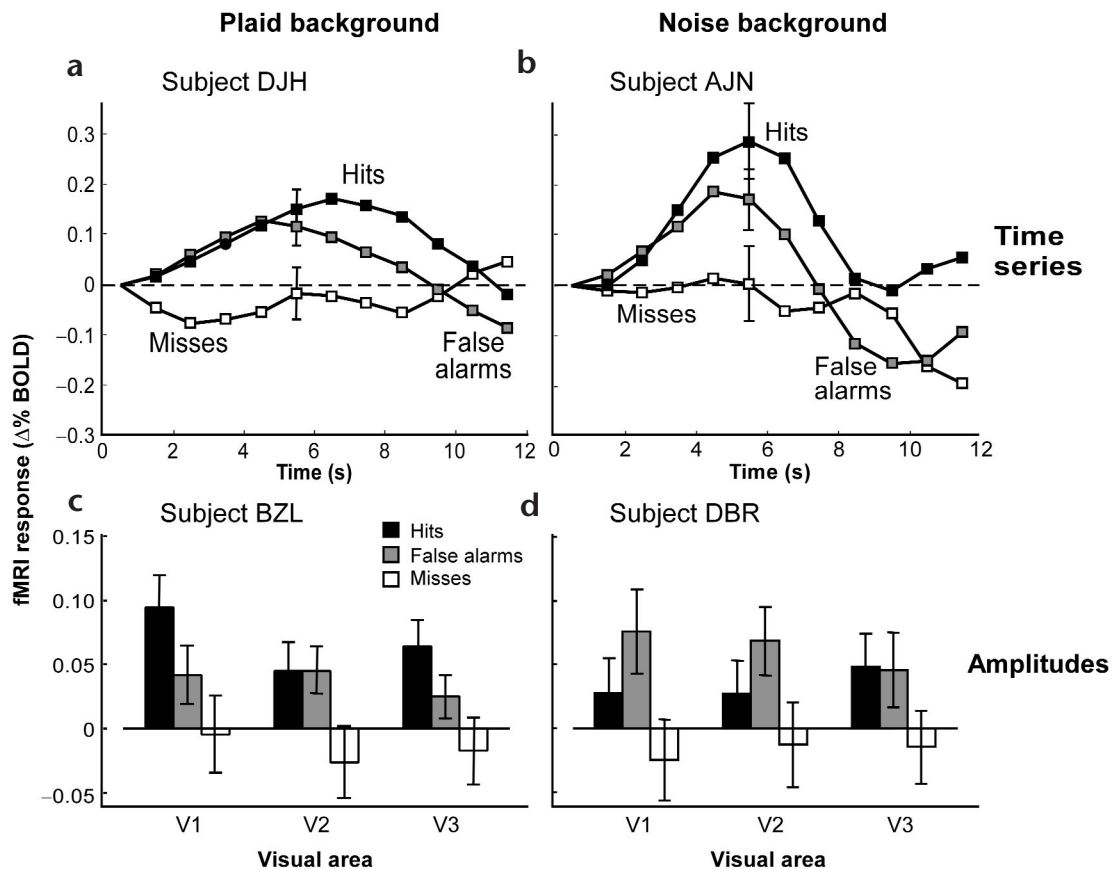 Plaid background
Noise background
a
Subject DJH
b
Subject AJN
0.3
0.2
0.1
0
−0.1
−0.2
−0.3
Hits
Misses
False
alarms
Hits
Misses
False
alarms
Time
series
0 2 4 6 8 10 12
Time (s)
0 2 4 6 8 10 12
Time (s)
fMRI response (Δ% BOLD)
c
Subject BZL
d
Subject DBR
Hits
False alarms
Misses
0.15
0.10
0.05
0
−0.05
Amplitudes
V1 V2 V3
Visual area
V1 V2 V3
Visual area